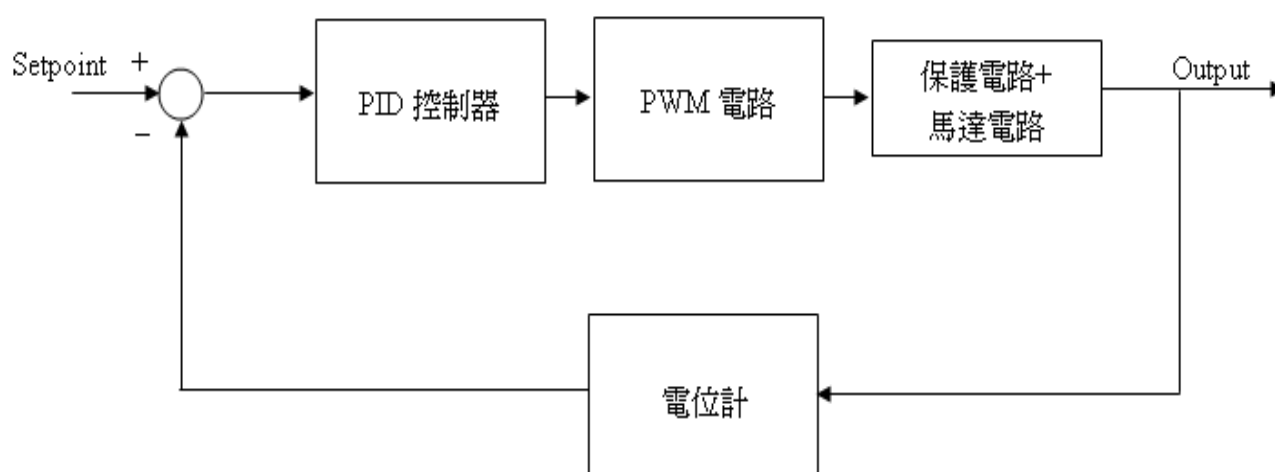 Setpoint
+
−
PID 控制器
PWM 電路
保護電路+
馬達電路
Output
電位計